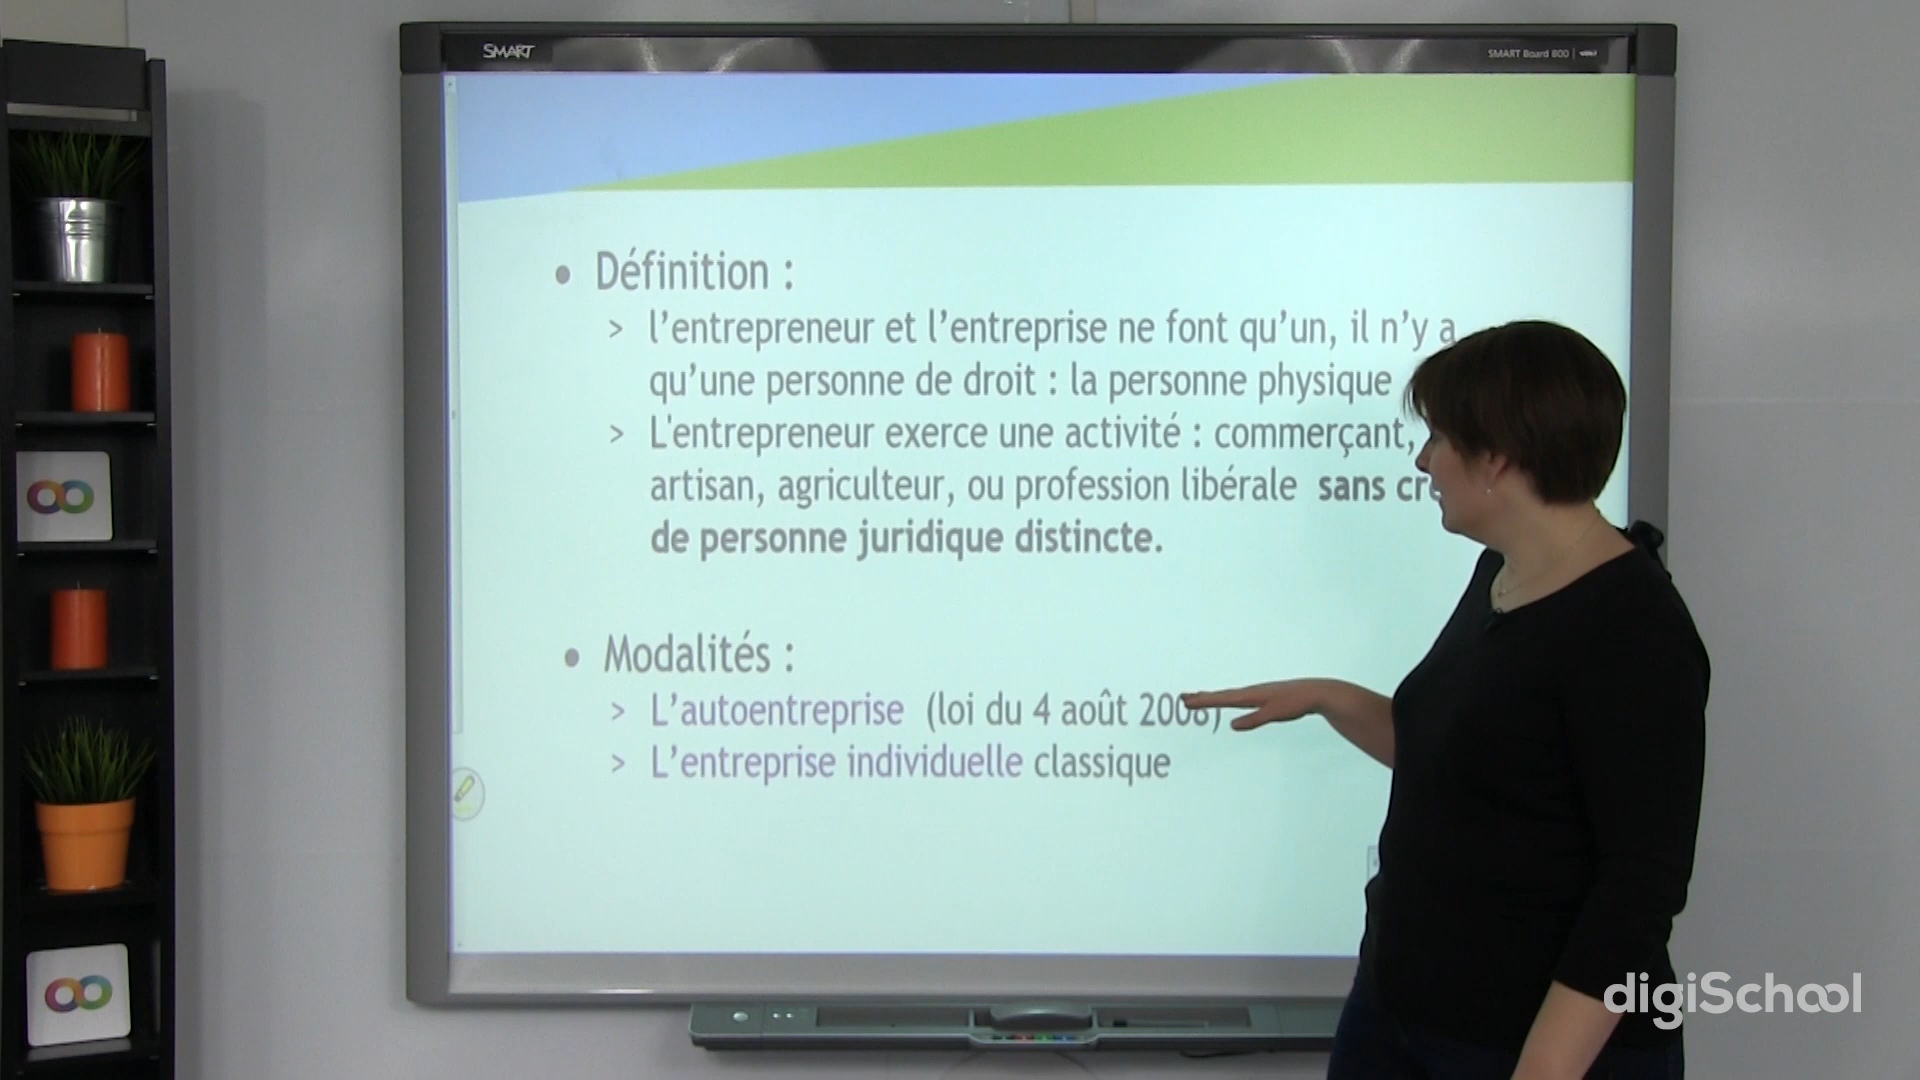 SMART
SMART Board 800
• Définition :
> l’entrepreneur et l’entreprise ne font qu’un, il n’y a
qu’une personne de droit : la personne physique
> L'entrepreneur exerce une activité : commerçant,
artisan, agriculteur, ou profession libérale sans
de personne juridique distincte.
• Modalités :
> L’autoentreprise (loi du 4 août 2008)
> L’entreprise individuelle classique
digiSchool